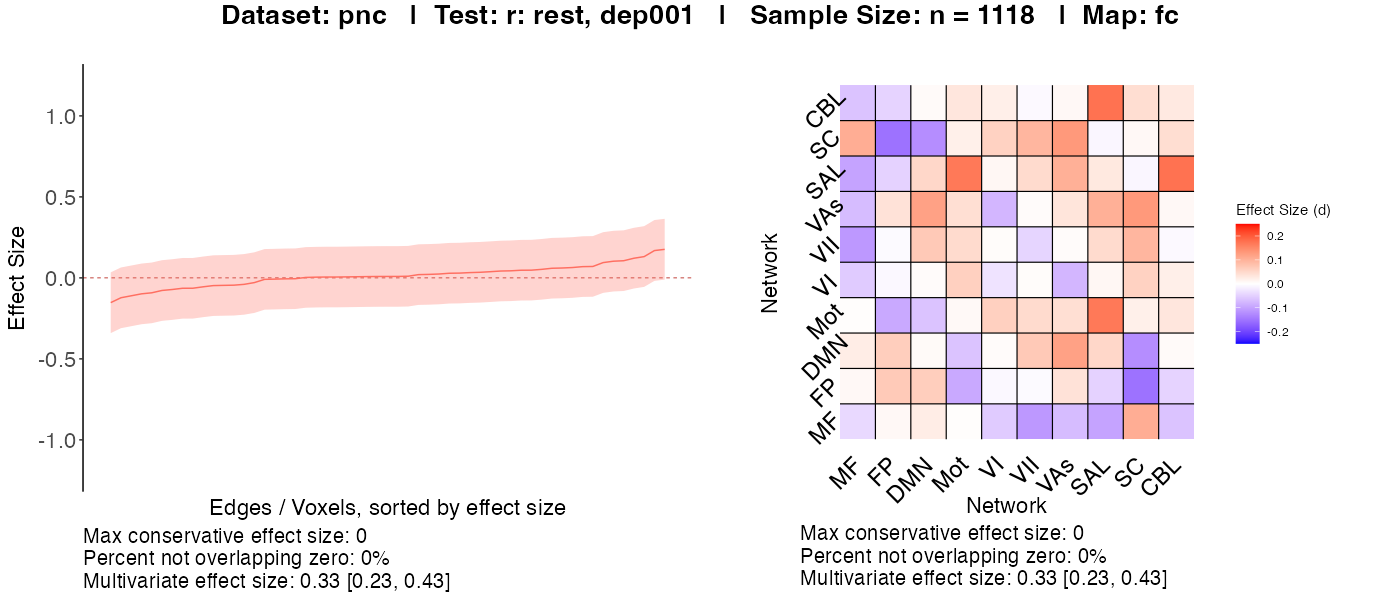 Dataset: pnc | Test: r: rest, dep001 | Sample Size: n = 1118 | Map: fc
Effect Size
1.0
0.5
0.0
-0.5
-1.0
Edges / Voxels, sorted by effect size
Max conservative effect size: 0
Percent not overlapping zero: 0%
Multivariate effect size: 0.33 [0.23, 0.43]
Network
CBL
SC
SAL
VAs
VII
VI
Mot
DMN
FP
MF
MF
FP
DMN
Mot
VI
VII
VAs
SAL
SC
CBL
Network
Max conservative effect size: 0
Percent not overlapping zero: 0%
Multivariate effect size: 0.33 [0.23, 0.43]
Effect Size (d)
0.2
0.1
0.0
-0.1
-0.2